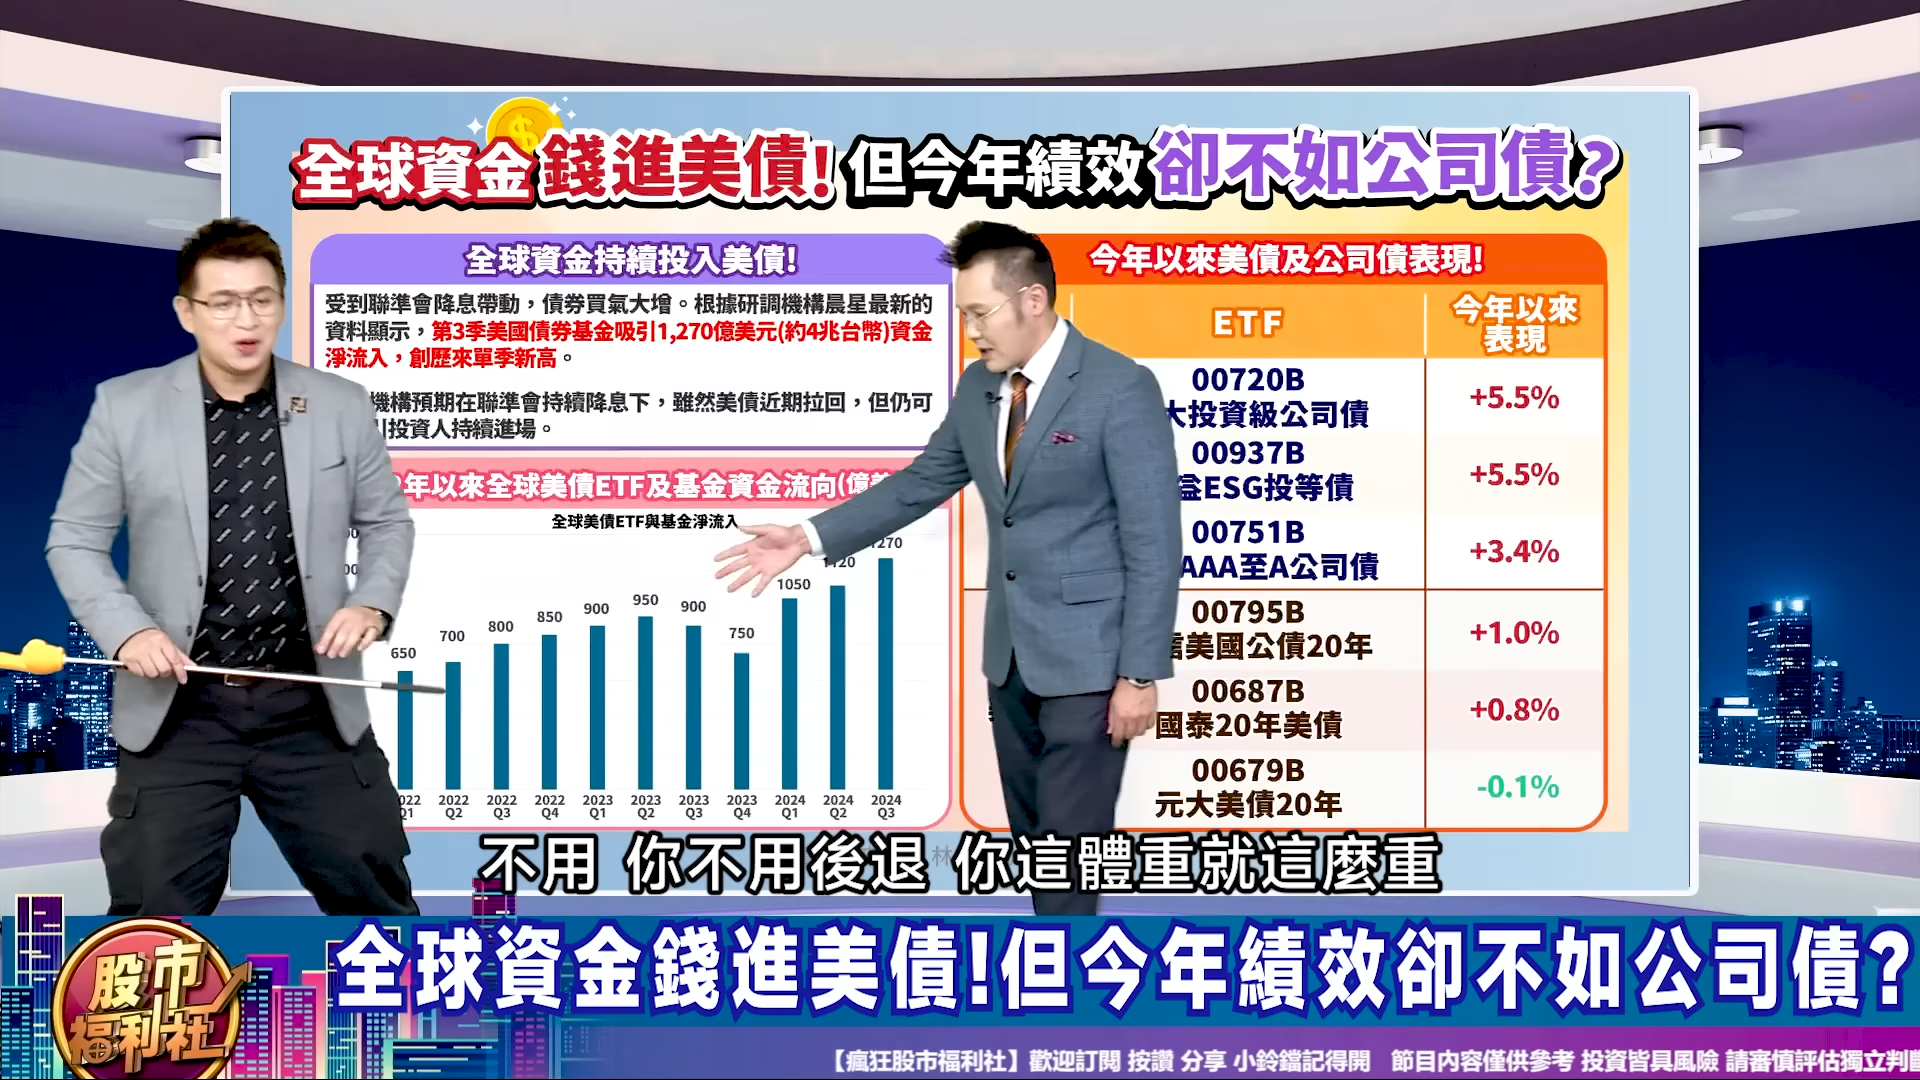 全球資金錢進美債!但今年績效卻不如公司債?
全球資金持續投入美債!
受到聯準會降息帶動，債券買氣大增。根據研調機構晨星最新的
資料顯示，第3季美國債券基金吸引1,270億美元(約4兆台幣)資金
淨流入，創歷來單季新高。
機構預期在聯準會持續降息下，雖然美債近期拉回，但仍可
引投資人持續進場。
年以來全球美債ETF及基金資金流向(億美
全球美債ETF與基金淨流入
650 700 800 850 900 950 900 750 1050 1120 1270
2022 2022 2022 2022 2023 2023 2023 2023 2024 2024 2024
Q1 Q2 Q3 Q4 Q1 Q2 Q3 Q4 Q1 Q2 Q3
今年以來美債及公司債表現!
ETF
今年以來
表現
00720B
大投資級公司債
+5.5%
00937B
益ESG投等債
+5.5%
00751B
AAA至A公司債
+3.4%
00795B
信美國公債20年
+1.0%
00687B
國泰20年美債
+0.8%
00679B
元大美債20年
-0.1%
林
不用 你不用後退 你這體重就這麼重
全球資金錢進美債!但今年績效卻不如公司債?
股市
福利社
【瘋狂股市福利社】歡迎訂閱 按讚 分享 小鈴鐺記得開 節目內容僅供參考 投資皆具風險 請審慎評估獨立判斷